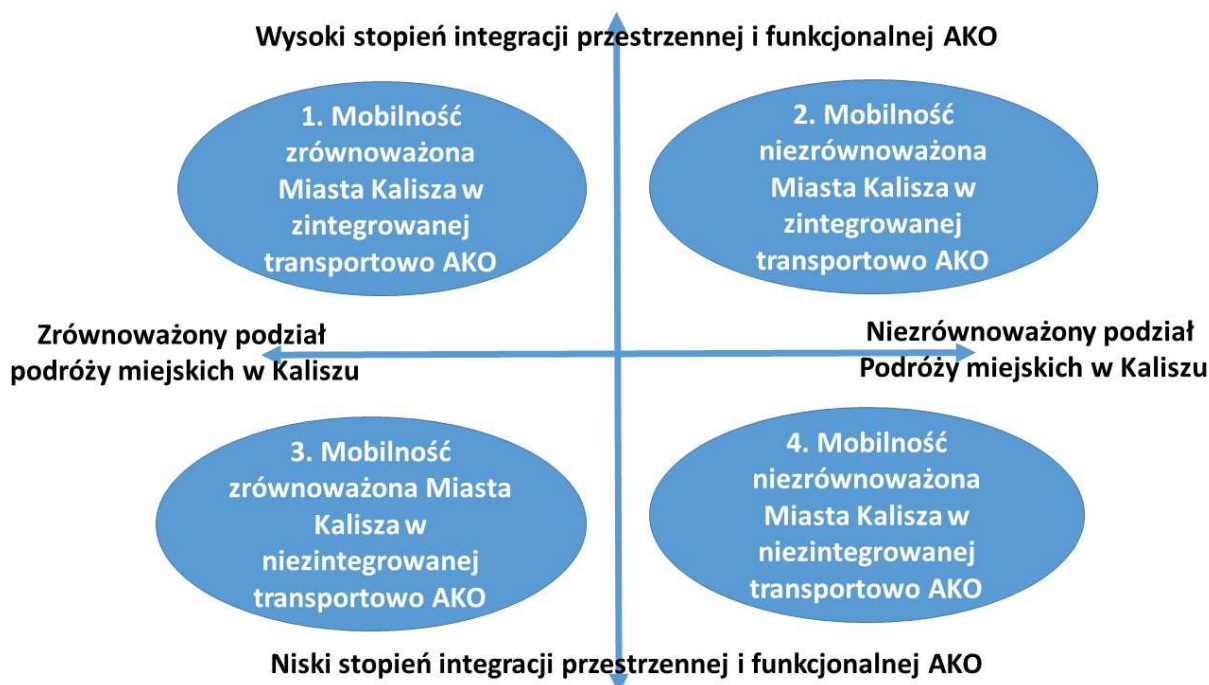 Wysoki stopień integracji przestrzennej i funkcjonalnej AKO
1. Mobilność
zrównoważona
Miasta Kalisza w
zintegrowanej
transportowo AKO
2. Mobilność
niezrównoważona
Miasta Kalisza w
zintegrowanej
transportowo AKO
Zrównoważony podział
podróży miejskich w Kaliszu
Niezrównoważony podział
Podróży miejskich w Kaliszu
3. Mobilność
zrównoważona Miasta
Kalisza w
niezintegrowanej
transportowo AKO
4. Mobilność
niezrównoważona
Miasta Kalisza w
niezintegrowanej
transportowo AKO
Niski stopień integracji przestrzennej i funkcjonalnej AKO